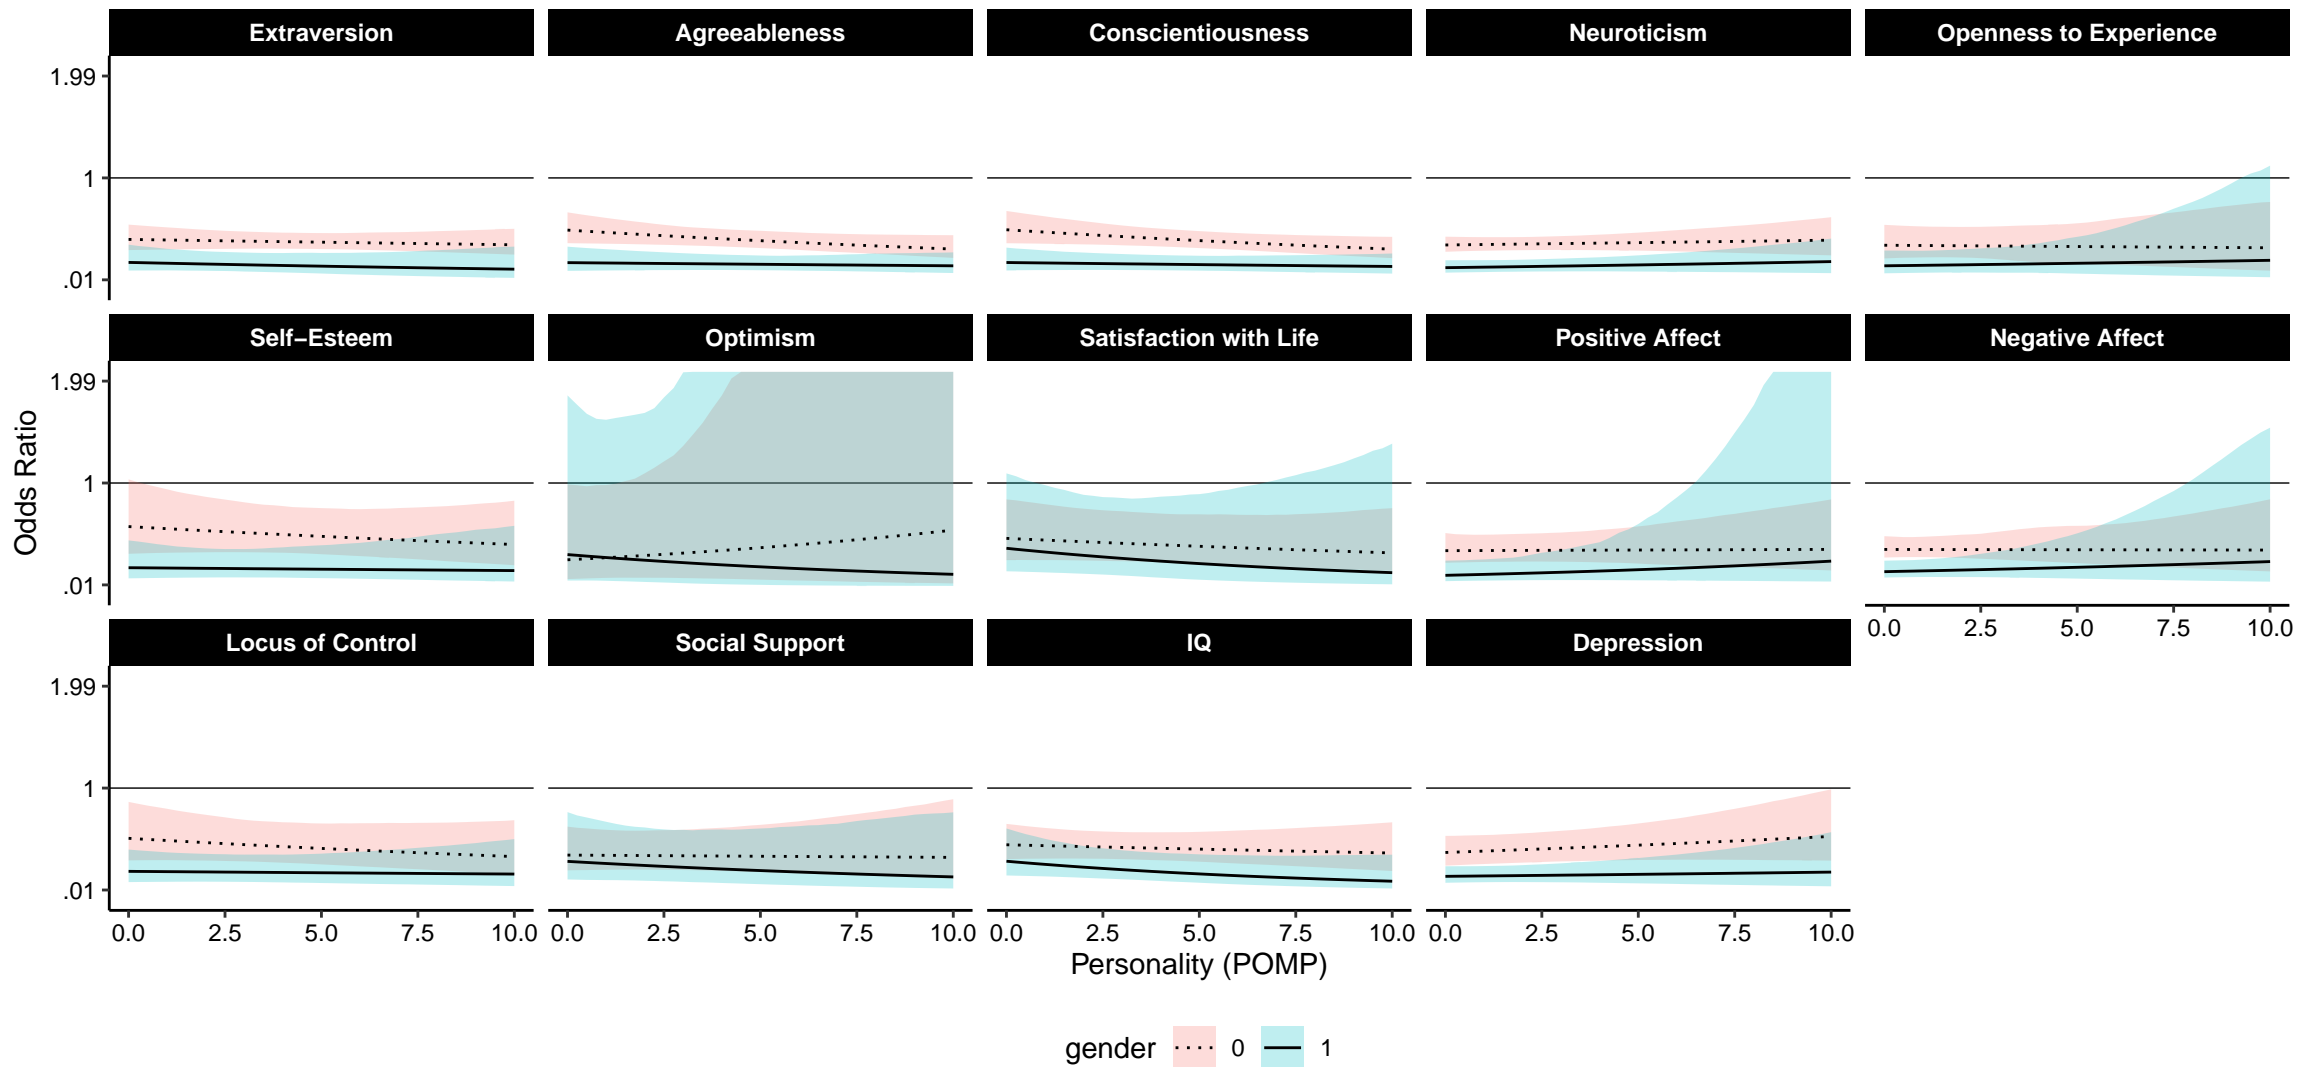 Extraversion Agreeableness Conscientiousness Neuroticism Openness to Experience
1.99
1
.01
Self−Esteem Optimism Satisfaction with Life Positive Affect Negative Affect
1.99
1
.01
0.0 2.5 5.0 7.5 10.0
Locus of Control Social Support IQ Depression
1.99
1
.01
0.0 2.5 5.0 7.5 10.0 0.0 2.5 5.0 7.5 10.0 0.0 2.5 5.0 7.5 10.0 0.0 2.5 5.0 7.5 10.0
Odds Ratio
Personality (POMP)
gender 0 1